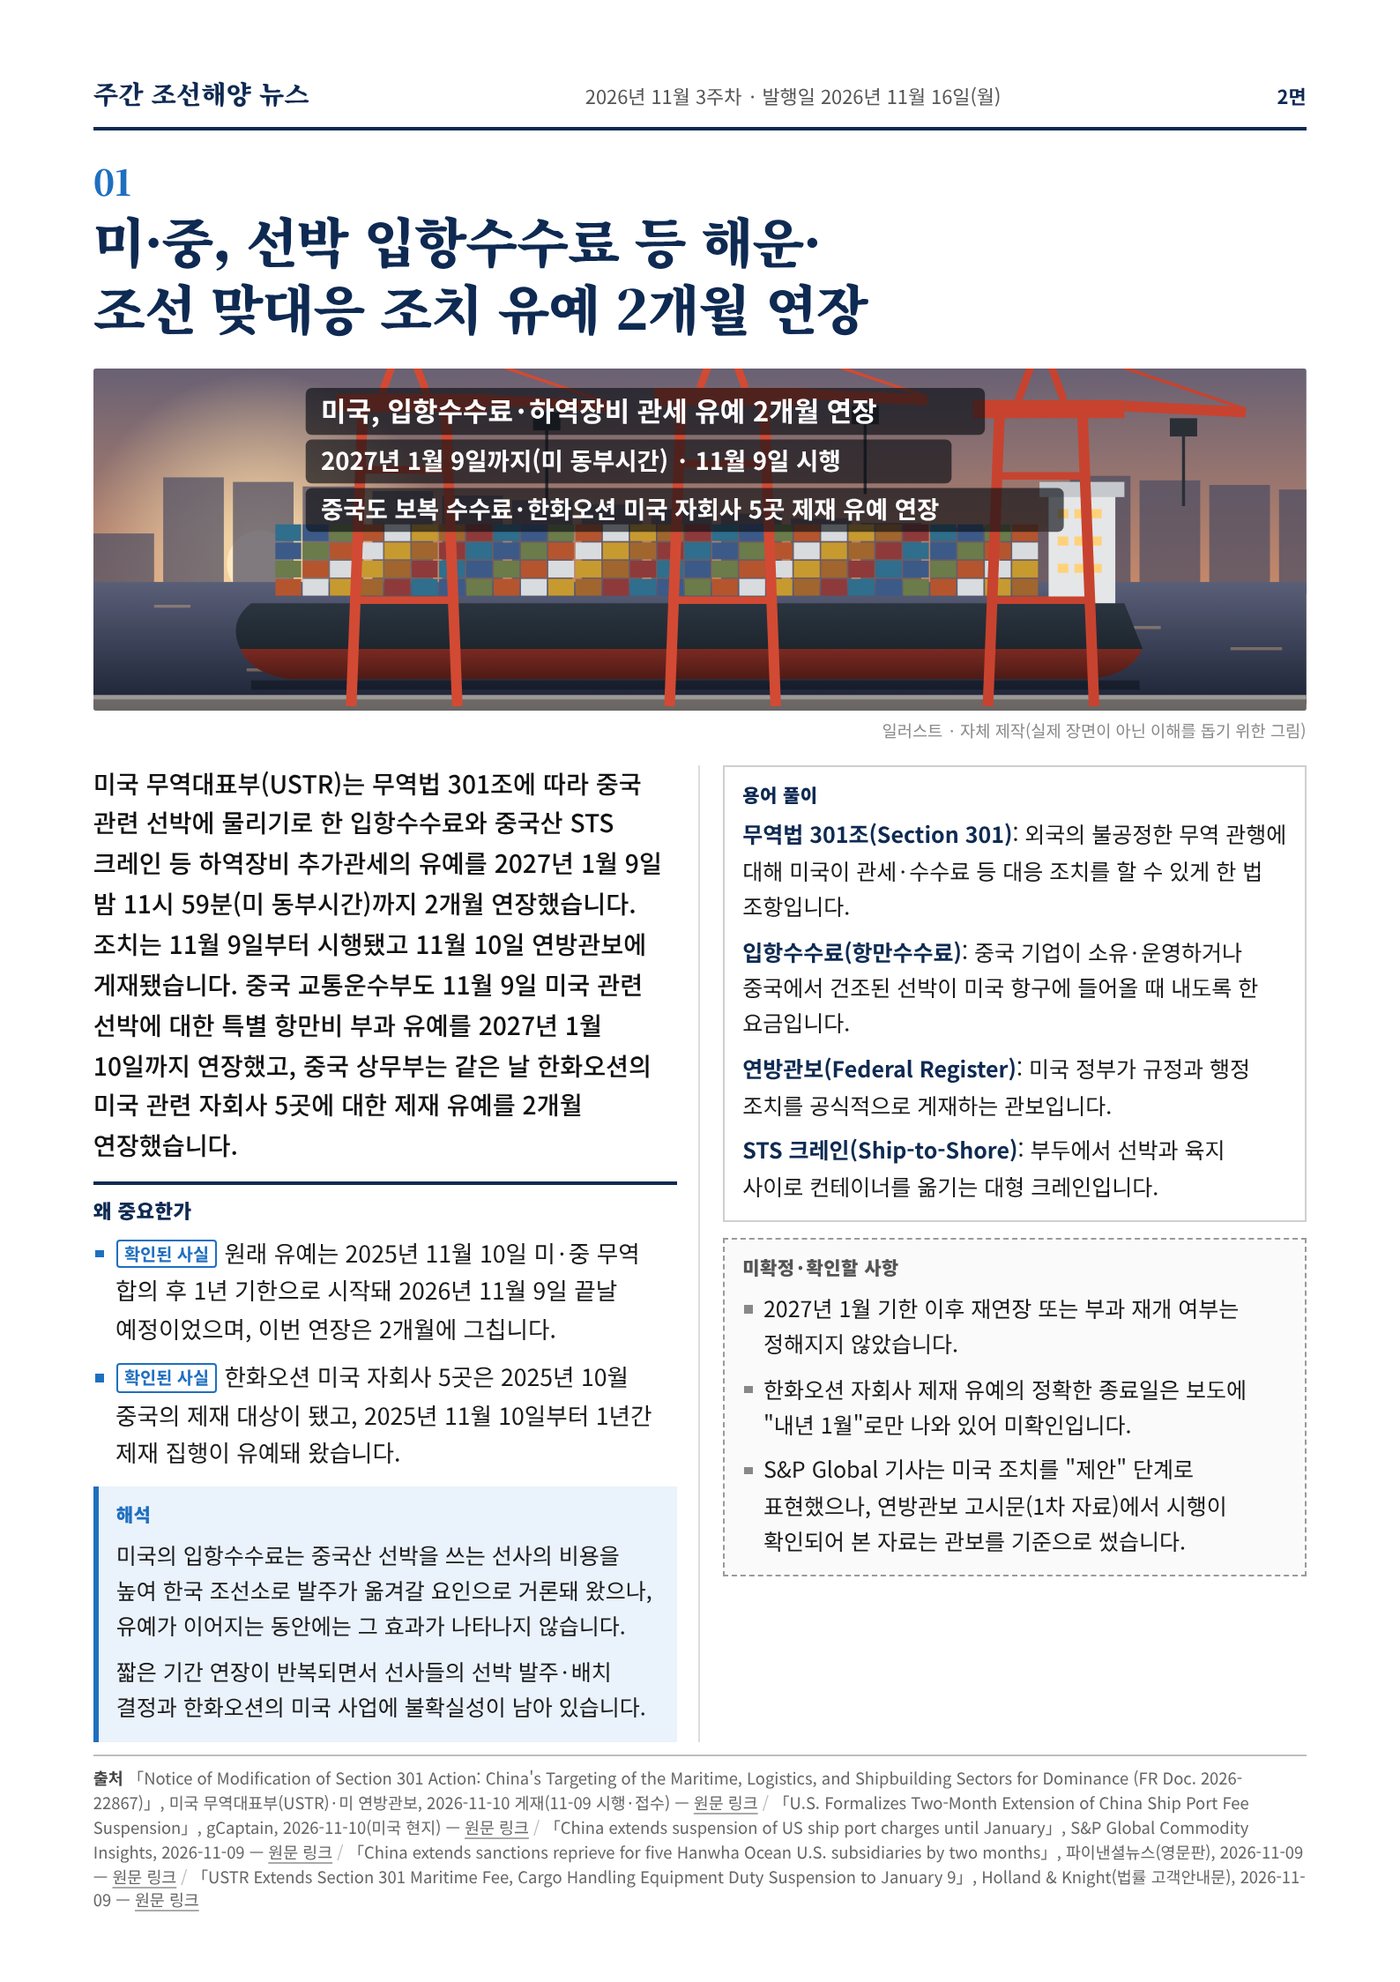 주간 조선해양 뉴스
2026년 11월 3주차 · 발행일 2026년 11월 16일(월)
2면
01
미·중, 선박 입항수수료 등 해운·
조선 맞대응 조치 유예 2개월 연장
미국, 입항수수료·하역장비 관세 유예 2개월 연장
2027년 1월 9일까지(미 동부시간) · 11월 9일 시행
중국도 보복 수수료·한화오션 미국 자회사 5곳 제재 유예 연장
일러스트 · 자체 제작(실제 장면이 아닌 이해를 돕기 위한 그림)
미국 무역대표부(USTR)는 무역법 301조에 따라 중국
관련 선박에 물리기로 한 입항수수료와 중국산 STS
크레인 등 하역장비 추가관세의 유예를 2027년 1월 9일
밤 11시 59분(미 동부시간)까지 2개월 연장했습니다.
조치는 11월 9일부터 시행됐고 11월 10일 연방관보에
게재됐습니다. 중국 교통운수부도 11월 9일 미국 관련
선박에 대한 특별 항만비 부과 유예를 2027년 1월
10일까지 연장했고, 중국 상무부는 같은 날 한화오션의
미국 관련 자회사 5곳에 대한 제재 유예를 2개월
연장했습니다.
왜 중요한가
확인된 사실 원래 유예는 2025년 11월 10일 미·중 무역
합의 후 1년 기한으로 시작돼 2026년 11월 9일 끝날
예정이었으며, 이번 연장은 2개월에 그칩니다.
확인된 사실 한화오션 미국 자회사 5곳은 2025년 10월
중국의 제재 대상이 됐고, 2025년 11월 10일부터 1년간
제재 집행이 유예돼 왔습니다.
해석
미국의 입항수수료는 중국산 선박을 쓰는 선사의 비용을
높여 한국 조선소로 발주가 옮겨갈 요인으로 거론돼 왔으나,
유예가 이어지는 동안에는 그 효과가 나타나지 않습니다.
짧은 기간 연장이 반복되면서 선사들의 선박 발주·배치
결정과 한화오션의 미국 사업에 불확실성이 남아 있습니다.
용어 풀이
무역법 301조(Section 301): 외국의 불공정한 무역 관행에
대해 미국이 관세·수수료 등 대응 조치를 할 수 있게 한 법
조항입니다.
입항수수료(항만수수료): 중국 기업이 소유·운영하거나
중국에서 건조된 선박이 미국 항구에 들어올 때 내도록 한
요금입니다.
연방관보(Federal Register): 미국 정부가 규정과 행정
조치를 공식적으로 게재하는 관보입니다.
STS 크레인(Ship-to-Shore): 부두에서 선박과 육지
사이로 컨테이너를 옮기는 대형 크레인입니다.
미확정·확인할 사항
2027년 1월 기한 이후 재연장 또는 부과 재개 여부는
정해지지 않았습니다.
한화오션 자회사 제재 유예의 정확한 종료일은 보도에
"내년 1월"로만 나와 있어 미확인입니다.
S&P Global 기사는 미국 조치를 "제안" 단계로
표현했으나, 연방관보 고시문(1차 자료)에서 시행이
확인되어 본 자료는 관보를 기준으로 썼습니다.
출처 「Notice of Modification of Section 301 Action: China's Targeting of the Maritime, Logistics, and Shipbuilding Sectors for Dominance (FR Doc. 2026-
22867)」, 미국 무역대표부(USTR)·미 연방관보, 2026-11-10 게재(11-09 시행·접수) — 원문 링크 / 「U.S. Formalizes Two-Month Extension of China Ship Port Fee
Suspension」, gCaptain, 2026-11-10(미국 현지) — 원문 링크 / 「China extends suspension of US ship port charges until January」, S&P Global Commodity
Insights, 2026-11-09 — 원문 링크 / 「China extends sanctions reprieve for five Hanwha Ocean U.S. subsidiaries by two months」, 파이낸셜뉴스(영문판), 2026-11-09
— 원문 링크 / 「USTR Extends Section 301 Maritime Fee, Cargo Handling Equipment Duty Suspension to January 9」, Holland & Knight(법률 고객안내문), 2026-11-
09 — 원문 링크